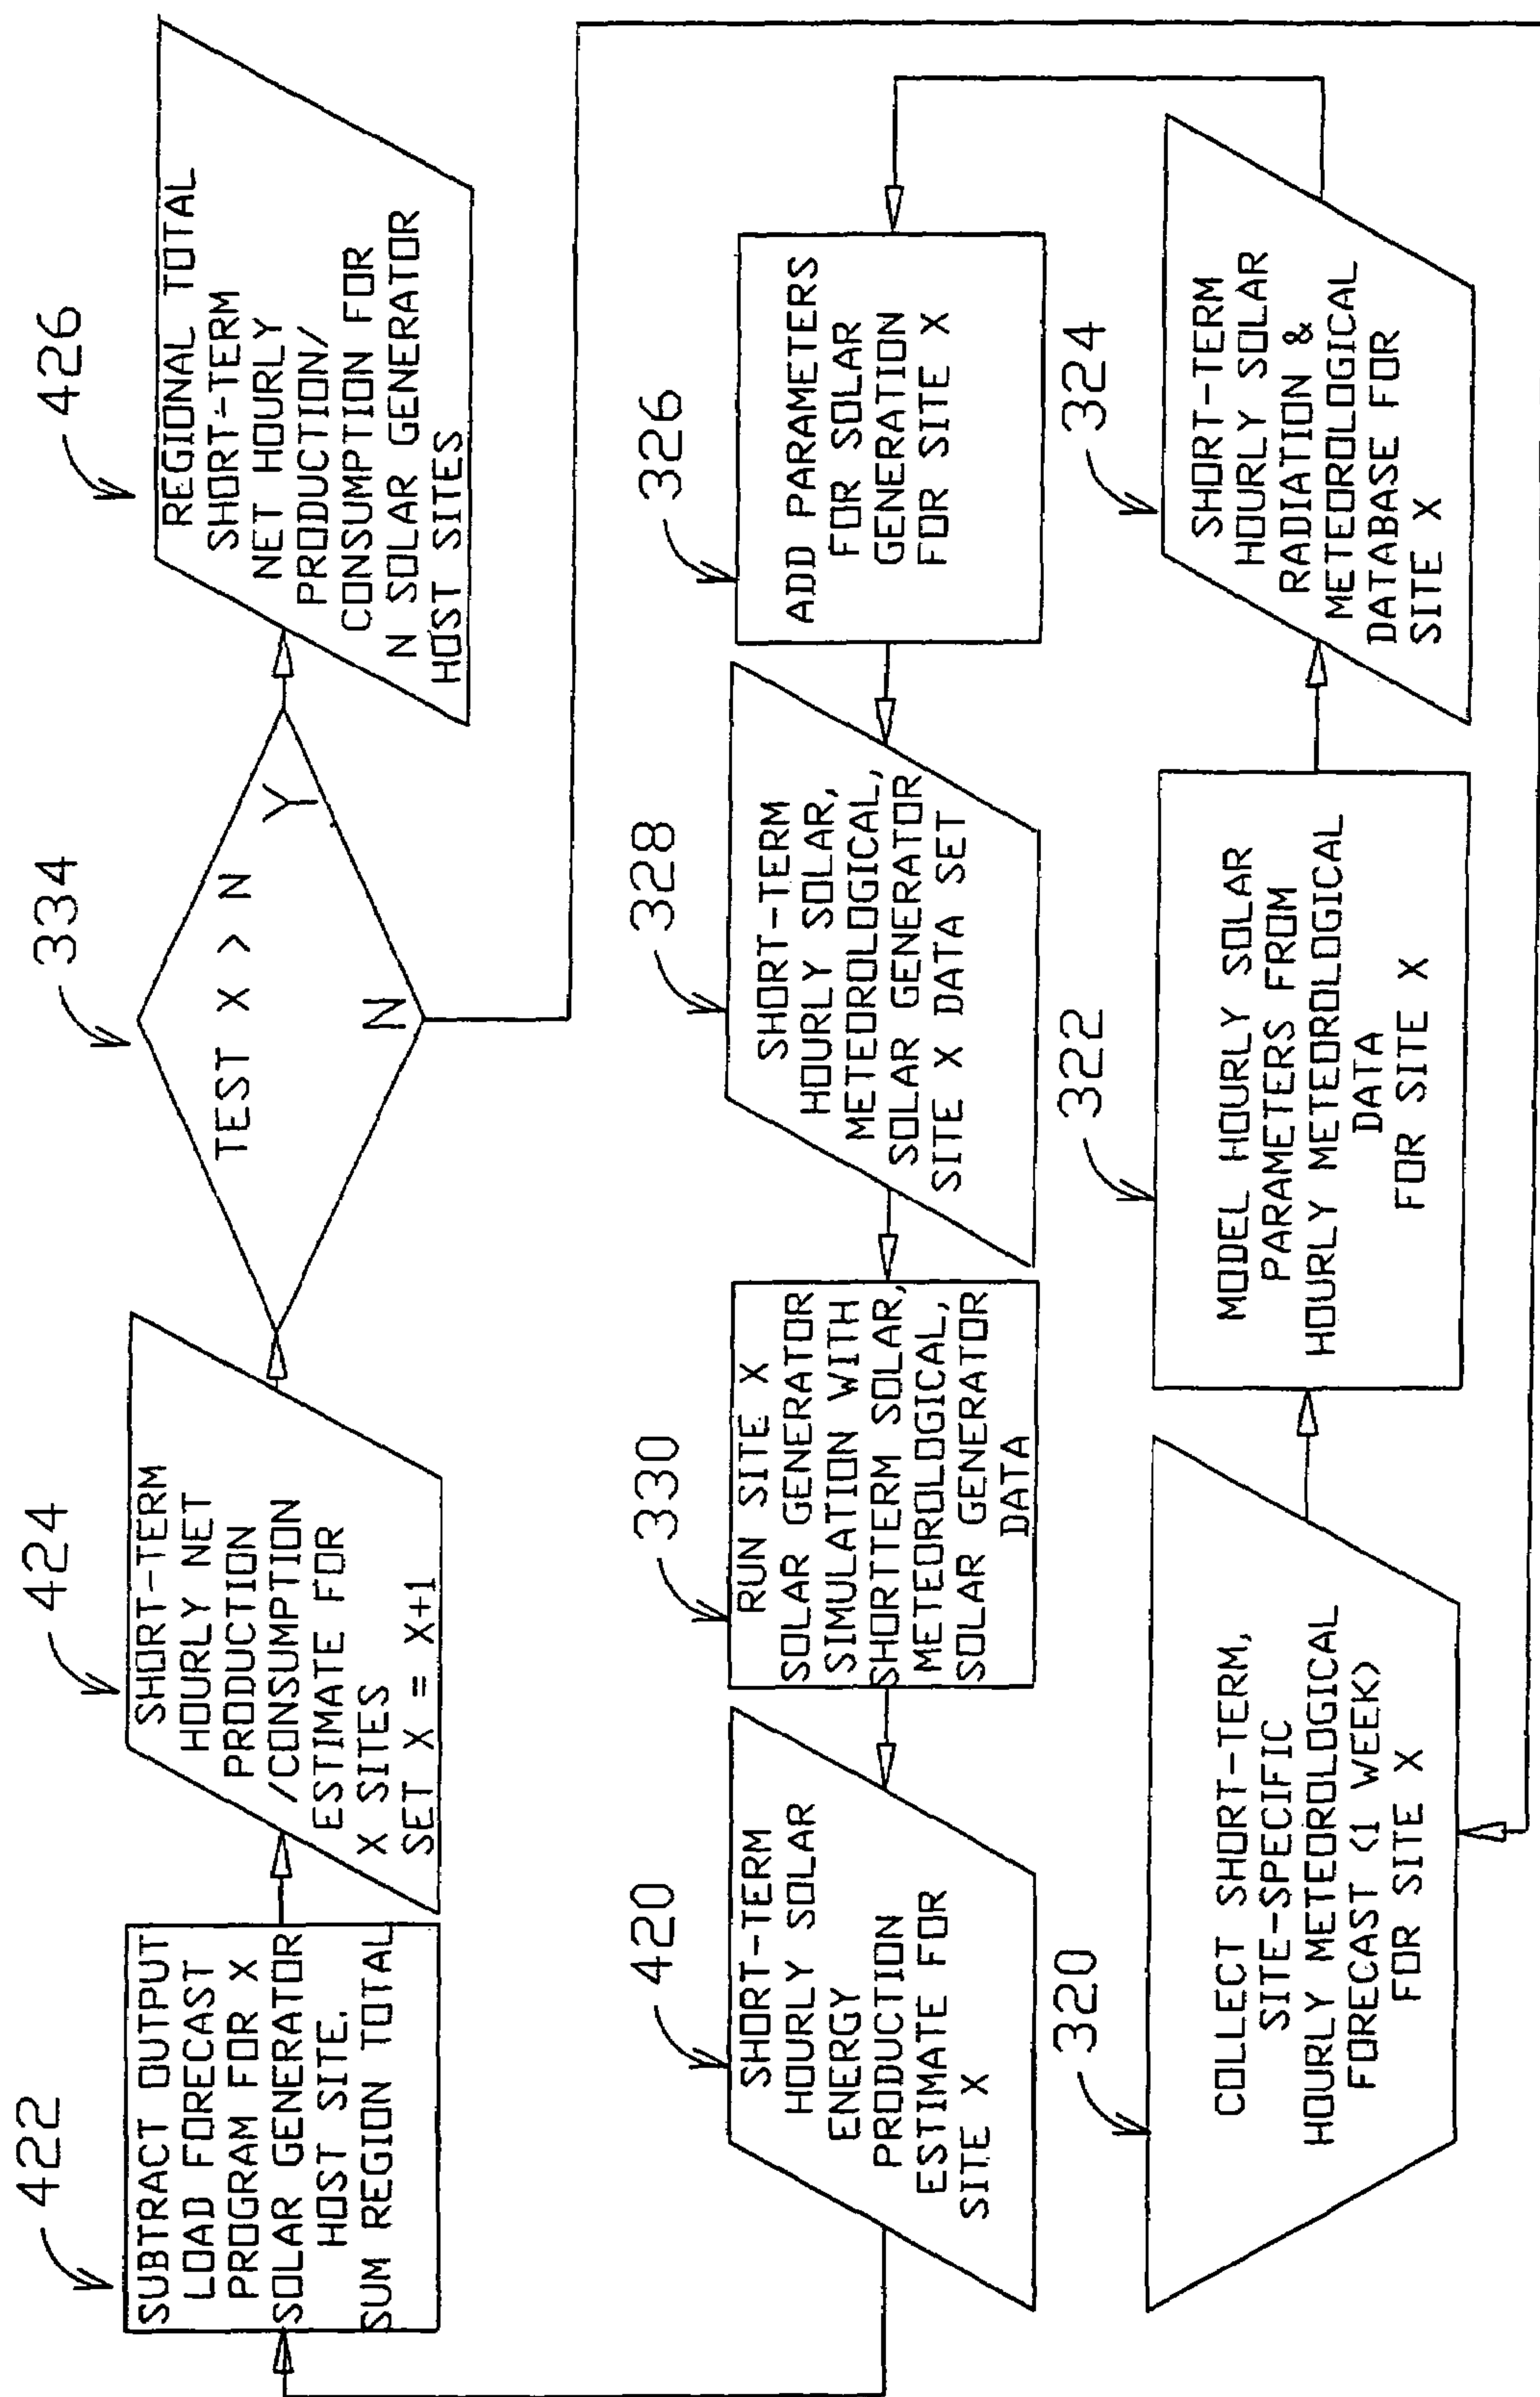 422
SUBTRACT OUTPUT
LOAD FORECAST
PROGRAM FOR X
SOLAR GENERATOR
HOST SITE.
SUM REGION TOTAL
424
SHORT-TERM
HOURLY NET
PRODUCTION
/CONSUMPTION
ESTIMATE FOR
X SITES
SET X = X+1
334
TEST X > N
Y
N
426
REGIONAL TOTAL
SHORT-TERM
NET HOURLY
PRODUCTION/
CONSUMPTION FOR
N SOLAR GENERATOR
HOST SITES
420
SHORT-TERM
HOURLY SOLAR
ENERGY
PRODUCTION
ESTIMATE FOR
SITE X
330
RUN SITE X
SOLAR GENERATOR
SIMULATION WITH
SHORTTERM SOLAR,
METEOROLOGICAL,
SOLAR GENERATOR
DATA
328
SHORT-TERM
HOURLY SOLAR,
METEOROLOGICAL,
SOLAR GENERATOR
SITE X DATA SET
326
ADD PARAMETERS
FOR SOLAR
GENERATION
FOR SITE X
320
COLLECT SHORT-TERM,
SITE-SPECIFIC
HOURLY METEOROLOGICAL
FORECAST (1 WEEK)
FOR SITE X
322
MODEL HOURLY SOLAR
PARAMETERS FROM
HOURLY METEOROLOGICAL
DATA
FOR SITE X
324
SHORT-TERM
HOURLY SOLAR
RADIATION &
METEOROLOGICAL
DATABASE FOR
SITE X